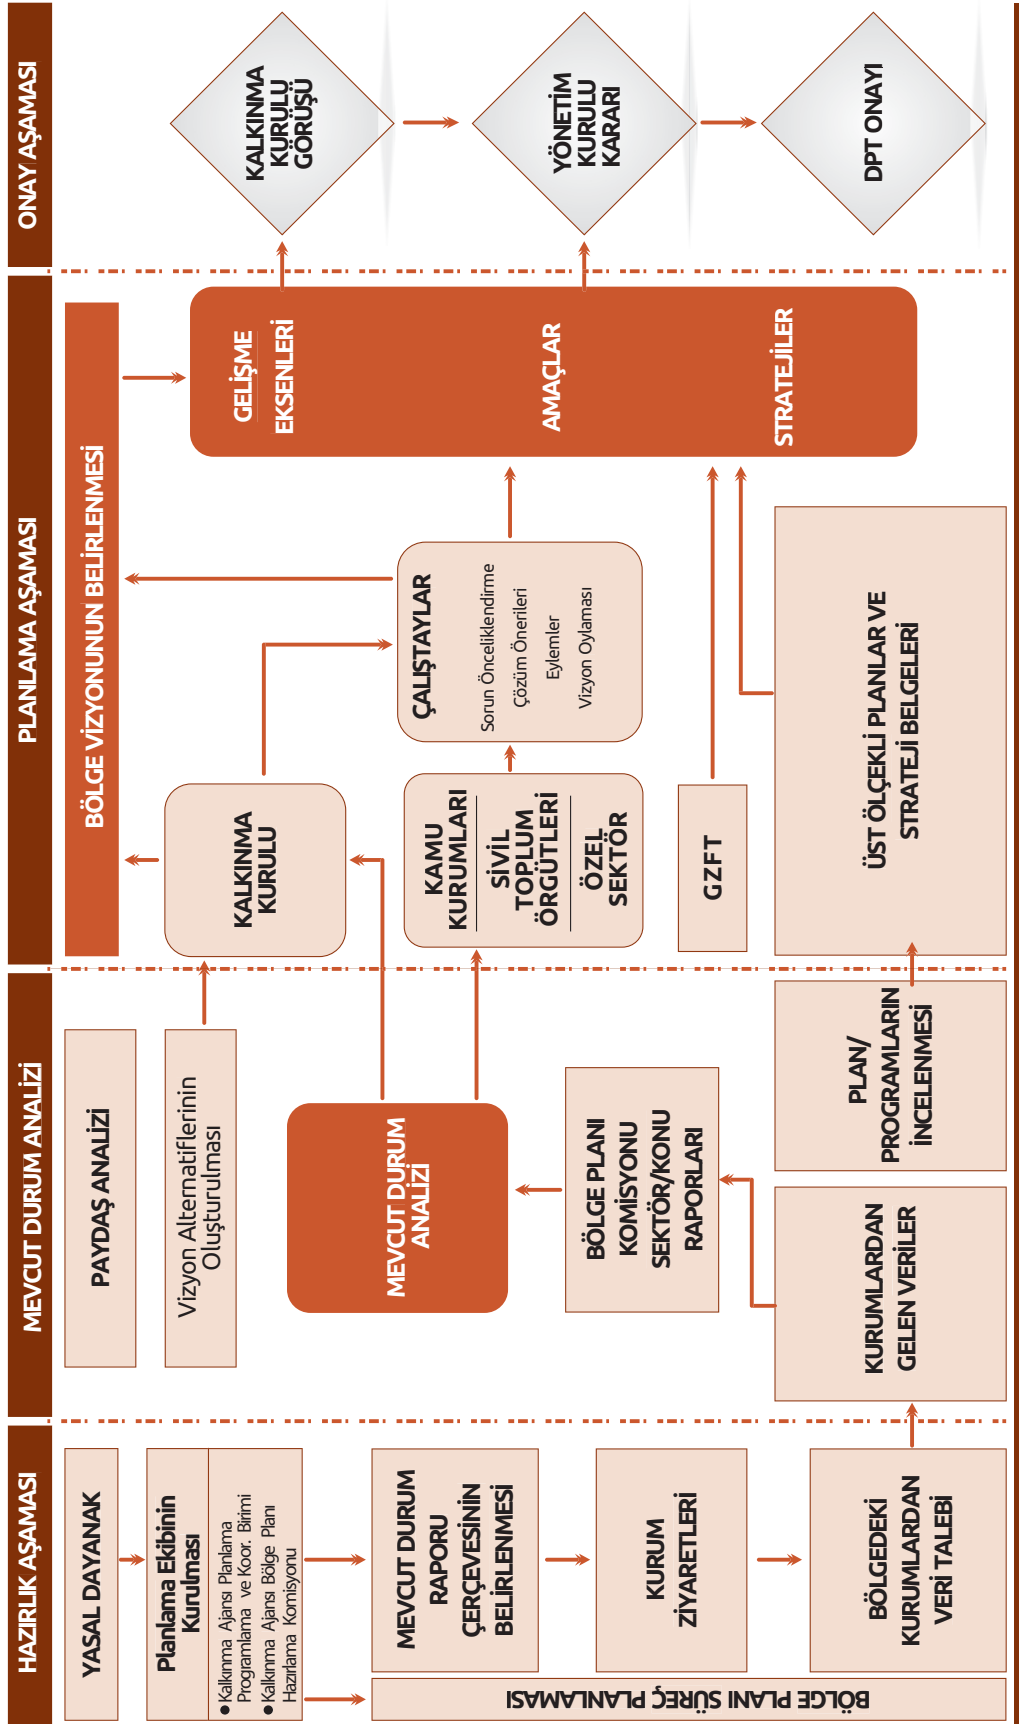 HAZIRLIK AŞAMASI
YASAL DAYANAK
Planlama Ekibinin
Kurulması
● Kalkınma Ajansı Planlama
Programlama ve Koor. Birimi
● Kalkınma Ajansı Bölge Planı
Hazırlama Komisyonu
BÖLGE PLANI SÜREÇ PLANLAMASI
MEVCUT DURUM
RAPORU
ÇERÇEVESİNİN
BELİRLENMESİ
KURUM
ZİYARETLERİ
BÖLGEDEKİ
KURUMLARDAN
VERİ TALEBİ
MEVCUT DURUM ANALİZİ
PAYDAŞ ANALİZİ
Vizyon Alternatiflerinin
Oluşturulması
MEVCUT DURUM
ANALİZİ
BÖLGE PLANI
KOMİSYONU
SEKTÖR/KONU
RAPORLARI
KURUMLARDAN
GELEN VERİLER
PLAN/
PROGRAMLARIN
İNCELENMESİ
PLANLAMA AŞAMASI
BÖLGE VİZYONUNUN BELİRLENMESİ
KALKINMA
KURULU
KAMU
KURUMLARI
SİVİL
TOPLUM
ÖRGÜTLERİ
ÖZEL
SEKTÖR
ÇALIŞTAYLAR
Sorun Önceliklendirme
Çözüm Önerileri
Eylemler
Vizyon Oylaması
GZFT
ÜST ÖLÇEKLİ PLANLAR VE
STRATEJİ BELGELERİ
GELİŞME
EKSENLERİ
AMAÇLAR
STRATEJİLER
ONAY AŞAMASI
KALKINMA
KURULU
GÖRÜŞÜ
YÖNETİM
KURULU
KARARI
DPT ONAYI